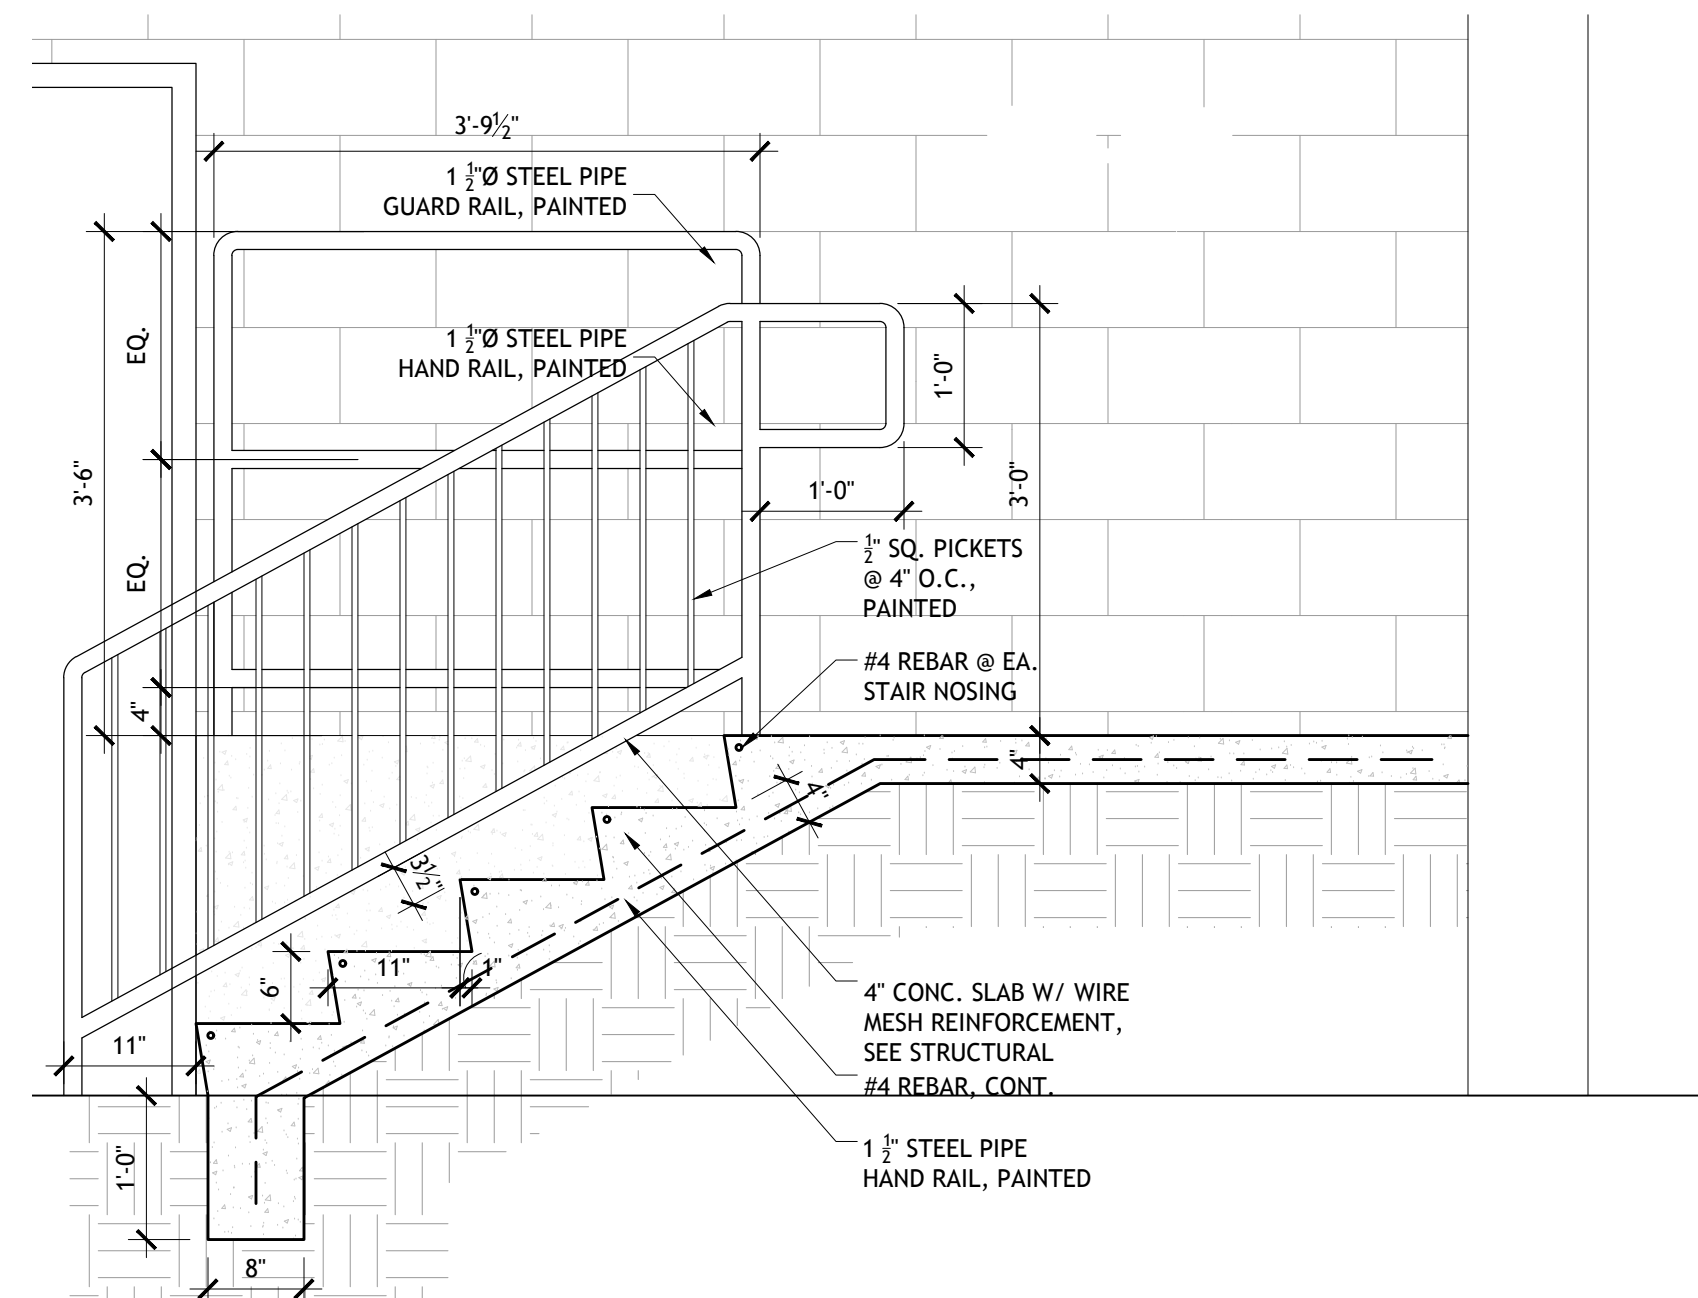 3'-9½"
1 ½"Ø STEEL PIPE
GUARD RAIL, PAINTED
1 ½"Ø STEEL PIPE
HAND RAIL, PAINTED
EQ.
3'-6"
EQ.
4"
1'-0"
1'-0"
3'-0"
½" SQ. PICKETS
@ 4" O.C.,
PAINTED
#4 REBAR @ EA.
STAIR NOSING
4"
4"
3½"
11"
1"
6"
11"
4" CONC. SLAB W/ WIRE
MESH REINFORCEMENT,
SEE STRUCTURAL
#4 REBAR, CONT.
1 ½" STEEL PIPE
HAND RAIL, PAINTED
1'-0"
8"